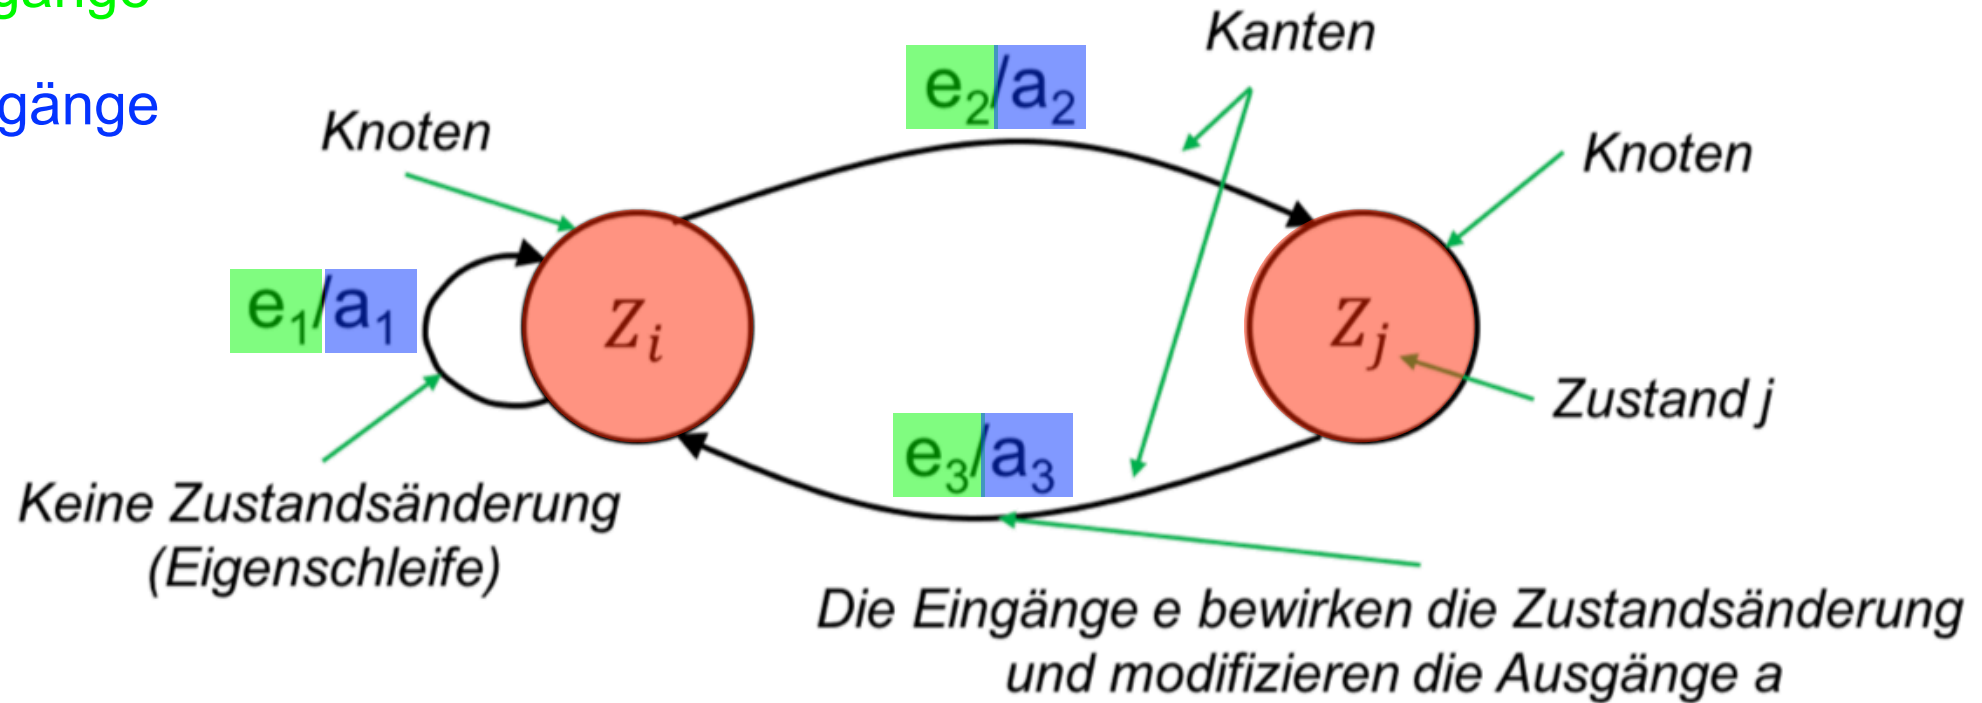 gänge
gänge
Kanten
Knoten
e2/a2
Knoten
e1/a1
Zi
Zj
Zustand j
e3/a3
Keine Zustandsänderung
(Eigenschleife)
Die Eingänge e bewirken die Zustandsänderung
und modifizieren die Ausgänge a